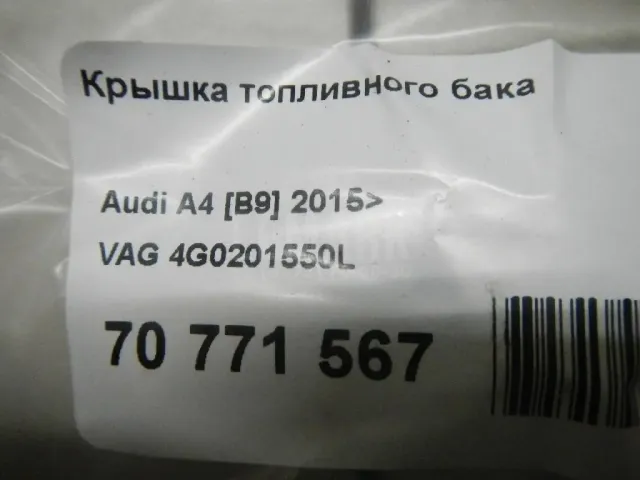 Крышка топливного бака
Audi A4 [B9] 2015>
VAG 4G0201550L
70 771 567